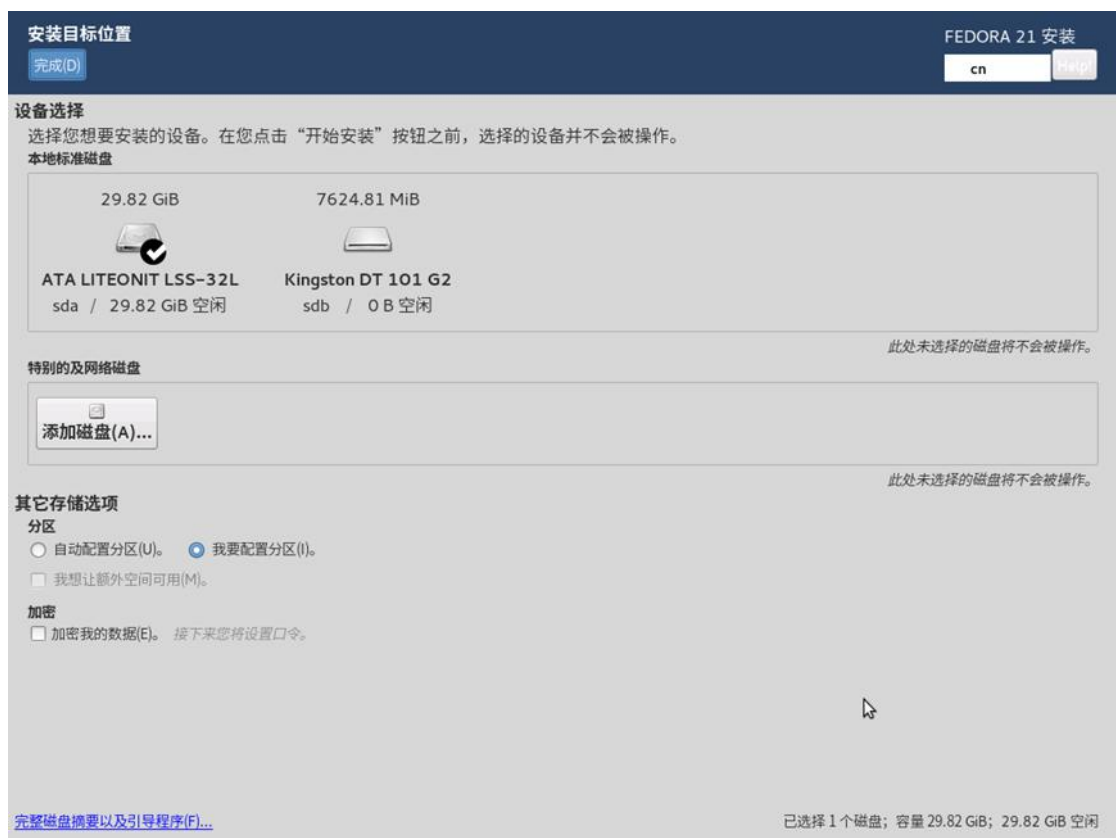 安装目标位置
FEDORA 21 安装
完成(D)
cn
Help!
设备选择
选择您想要安装的设备。在您点击“开始安装”按钮之前，选择的设备并不会被操作。
本地标准磁盘
29.82 GiB
7624.81 MiB
ATA LITEONIT LSS-32L
Kingston DT 101 G2
sda / 29.82 GiB 空闲
sdb / 0 B 空闲
此处未选择的磁盘将不会被操作。
特别的及网络磁盘
添加磁盘(A)...
此处未选择的磁盘将不会被操作。
其它存储选项
分区
自动配置分区(U)。 我要配置分区(I)。
我想让额外空间可用(M)。
加密
加密我的数据(E)。 接下来您将设置口令。
完整磁盘摘要以及引导程序(F)...
已选择 1 个磁盘；容量 29.82 GiB；29.82 GiB 空闲